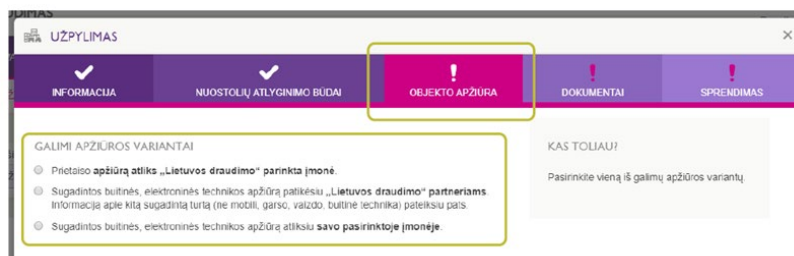 UŽPYLIMAS
INFORMACIJA
NUOSTOLIŲ ATLYGINIMO BŪDAI
OBJEKTO APŽIŪRA
DOKUMENTAI
SPRENDIMAS
GALIMI APŽIŪROS VARIANTAI
Prietaiso apžiūrą atliks „Lietuvos draudimo“ parinkta įmonė.
Sugadintos buitinės, elektroninės technikos apžiūrą patikėsiu „Lietuvos draudimo“ partneriams.
Informaciją apie kitą sugadintą turtą (ne mobili, garso, vaizdo, buitinė technika) pateiksiu pats.
Sugadintos buitinės, elektroninės technikos apžiūrą atliksiu savo pasirinktoje įmonėje.
KAS TOLIAU?
Pasirinkite vieną iš galimų apžiūros variantų.